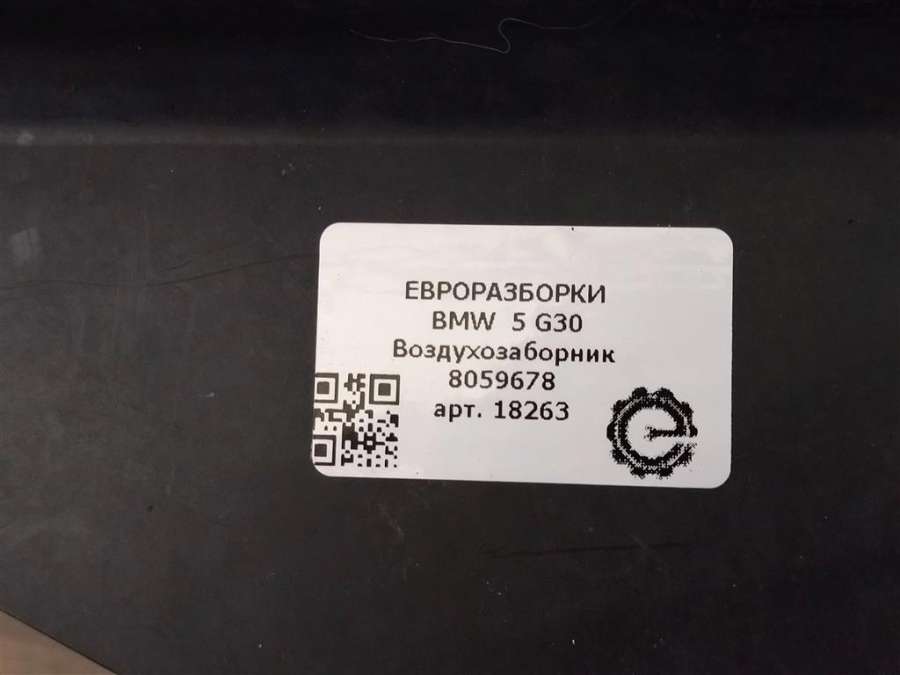 ЕВРОРАЗБОРКИ
BMW 5 G30
Воздухозаборник
8059678
арт. 18263